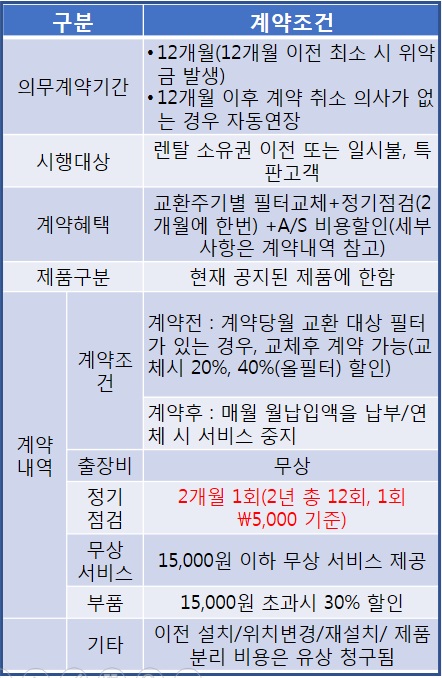 구분
계약조건
의무계약기간
• 12개월(12개월 이전 최소 시 위약
금 발생)
• 12개월 이후 계약 취소 의사가 없
는 경우 자동연장
시행대상
렌탈 소유권 이전 또는 일시불, 특
판고객
계약혜택
교환주기별 필터교체+정기점검(2
개월에 한번) +A/S 비용할인(세부
사항은 계약내역 참고)
제품구분
현재 공지된 제품에 한함
계약
내역
계약조
건
계약전 : 계약당월 교환 대상 필터
가 있는 경우, 교체후 계약 가능(교
체시 20%, 40%(올필터) 할인)
계약후 : 매월 월납입액을 납부/연
체 시 서비스 중지
출장비
무상
정기
점검
2개월 1회(2년 총 12회, 1회
₩5,000 기준)
무상
서비스
15,000원 이하 무상 서비스 제공
부품
15,000원 초과시 30% 할인
기타
이전 설치/위치변경/재설치/ 제품
분리 비용은 유상 청구됨